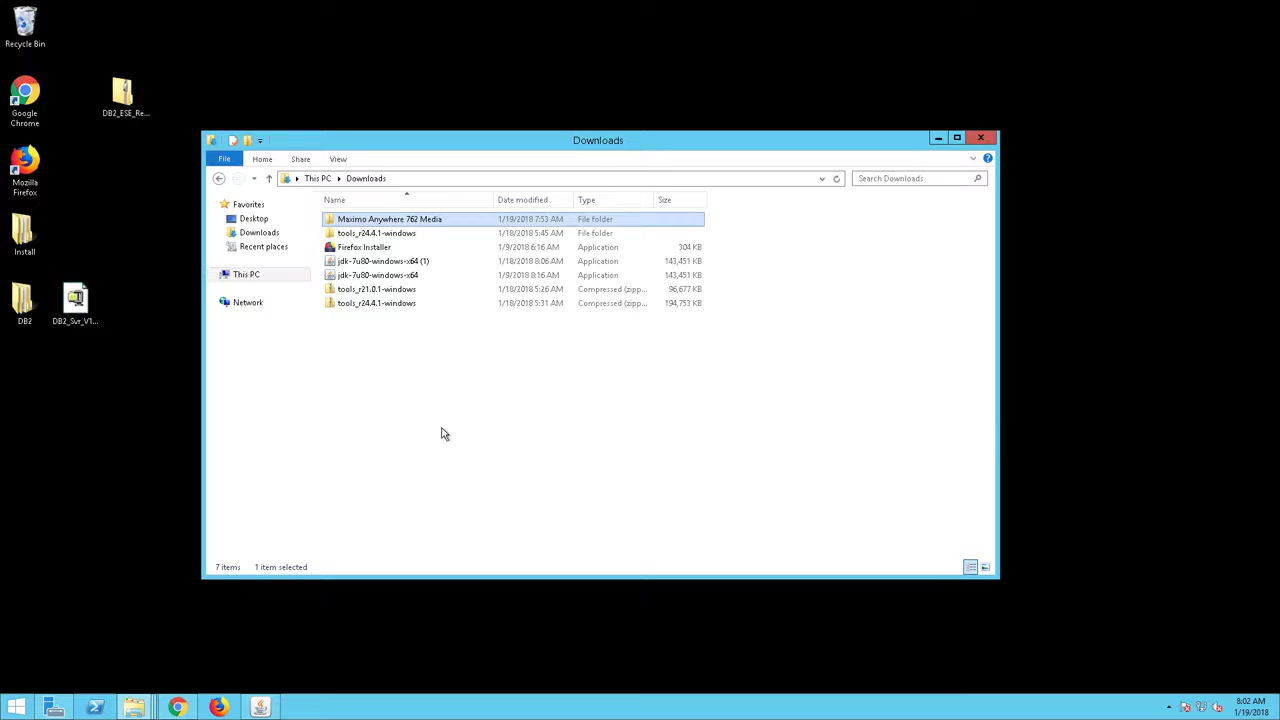 Recycle Bin
Google Chrome
DB2_ESE_Re...
Mozilla Firefox
Install
DB2
DB2_Svr_V1...
Downloads
File Home Share View
This PC Downloads
Search Downloads
Favorites
Desktop
Downloads
Recent places
This PC
Network
Name Date modified Type Size
Maximo Anywhere 762 Media 1/19/2018 7:53 AM File folder
tools_r24.4.1-windows 1/18/2018 5:45 AM File folder
Firefox Installer 1/9/2018 6:16 AM Application 304 KB
jdk-7u80-windows-x64 (1) 1/18/2018 8:06 AM Application 143,451 KB
jdk-7u80-windows-x64 1/9/2018 8:16 AM Application 143,451 KB
tools_r21.0.1-windows 1/18/2018 5:26 AM Compressed (zipp... 96,677 KB
tools_r24.4.1-windows 1/18/2018 5:31 AM Compressed (zipp... 194,753 KB
7 items 1 item selected
8:02 AM
1/19/2018